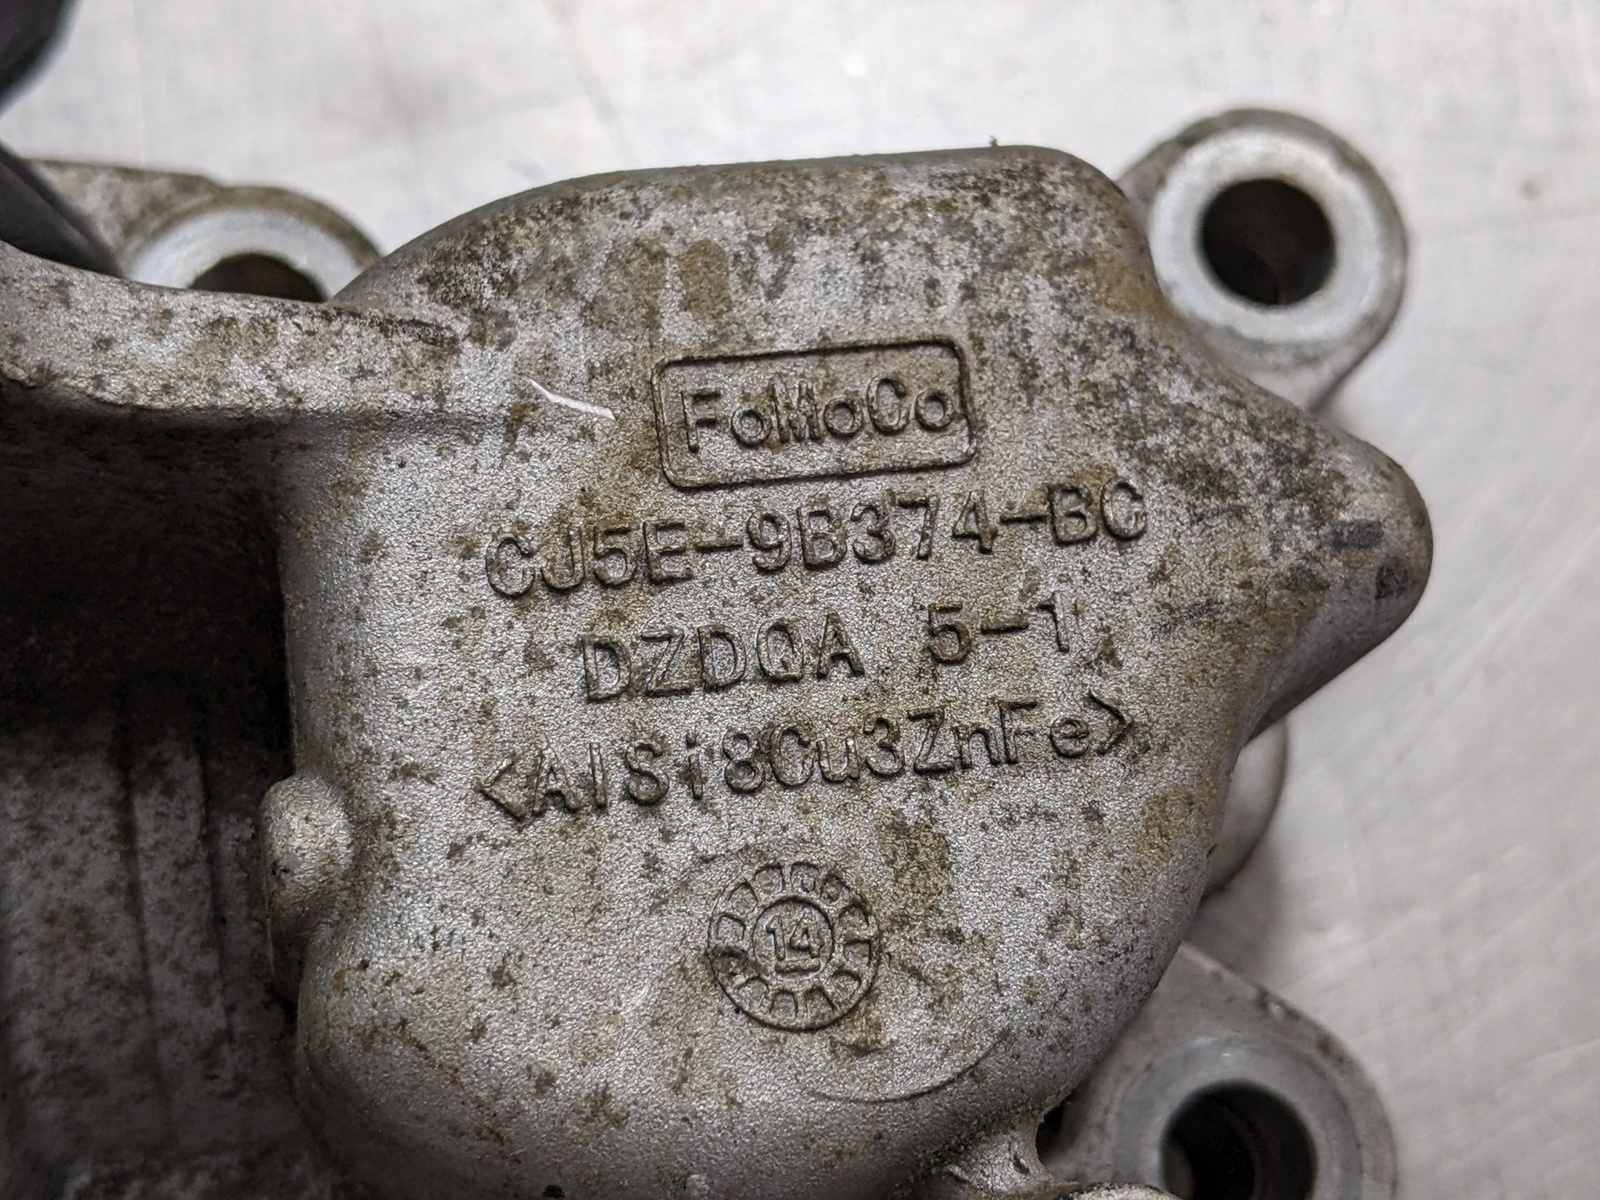 FoMoCo
CJ5E-9B374-BC
DZDQA 5-1
<AlSi8Cu3ZnFe>
14